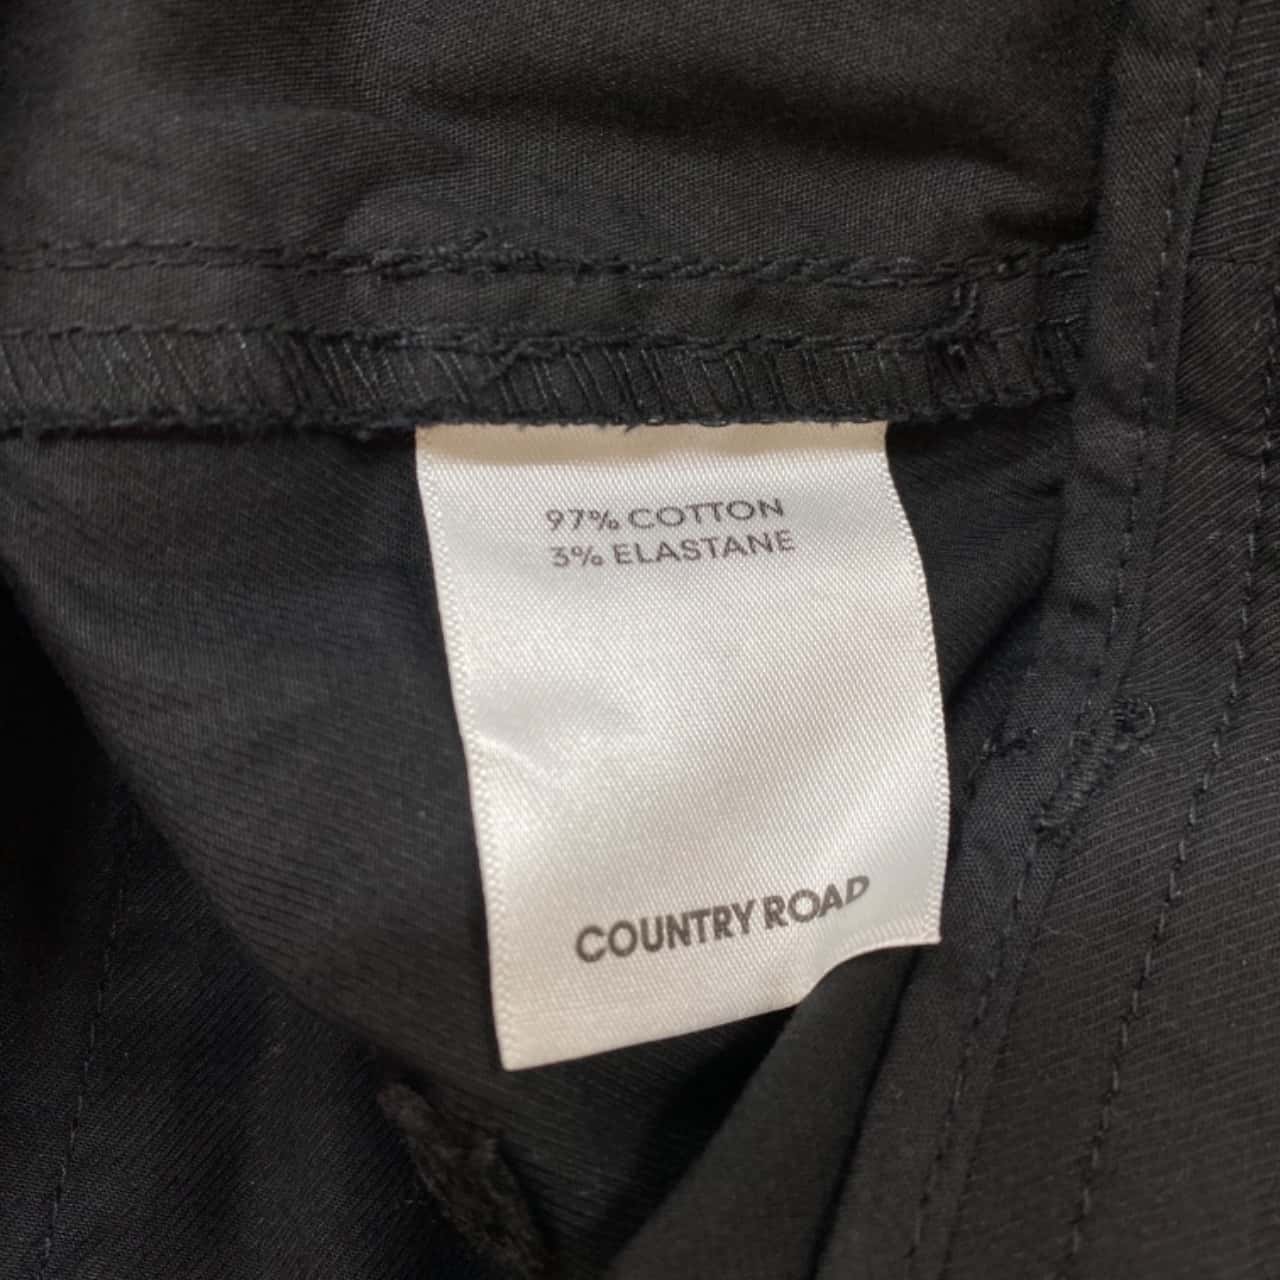 97% COTTON
3% ELASTANE
COUNTRY ROAD